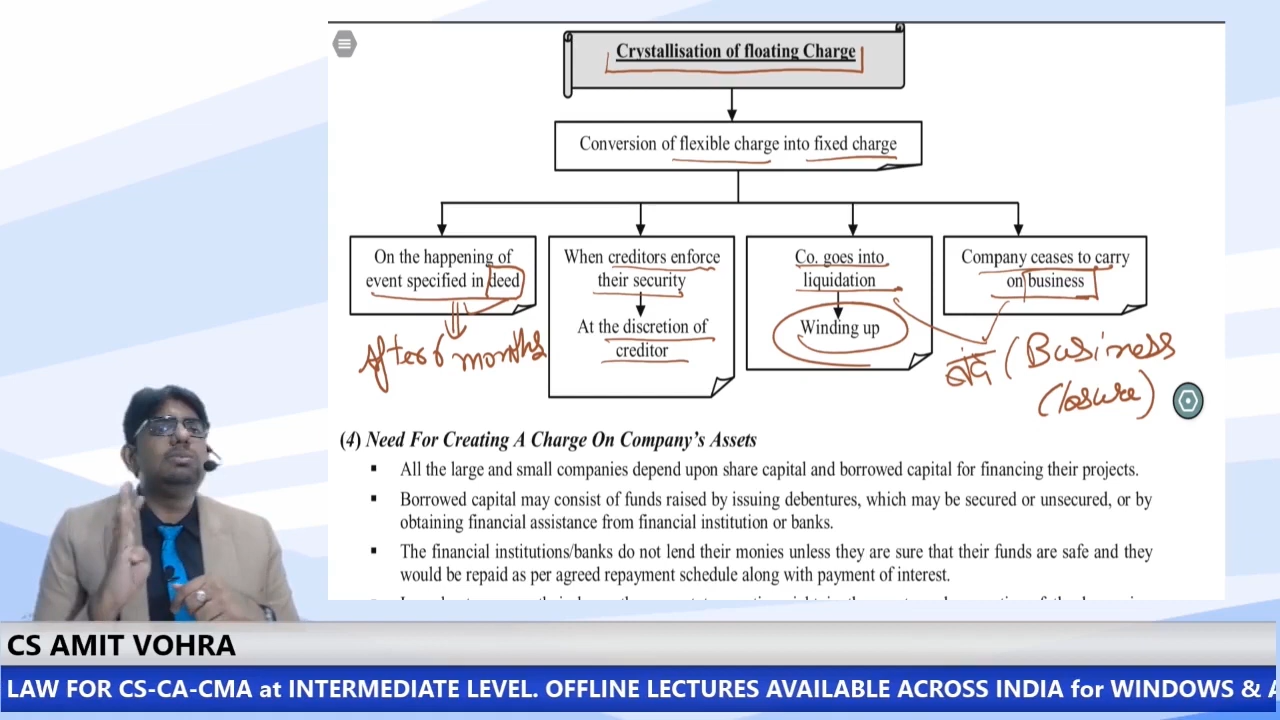 Crystallisation of floating Charge
Conversion of flexible charge into fixed charge
On the happening of
event specified in deed
After 6 months
When creditors enforce
their security
At the discretion of
creditor
Co. goes into
liquidation
Winding up
Company ceases to carry
on business
बंद (Business
Closure)
(4) Need For Creating A Charge On Company's Assets
▪ All the large and small companies depend upon share capital and borrowed capital for financing their projects.
▪ Borrowed capital may consist of funds raised by issuing debentures, which may be secured or unsecured, or by
obtaining financial assistance from financial institution or banks.
▪ The financial institutions/banks do not lend their monies unless they are sure that their funds are safe and they
would be repaid as per agreed repayment schedule along with payment of interest.
CS AMIT VOHRA
LAW FOR CS-CA-CMA at INTERMEDIATE LEVEL. OFFLINE LECTURES AVAILABLE ACROSS INDIA for WINDOWS &